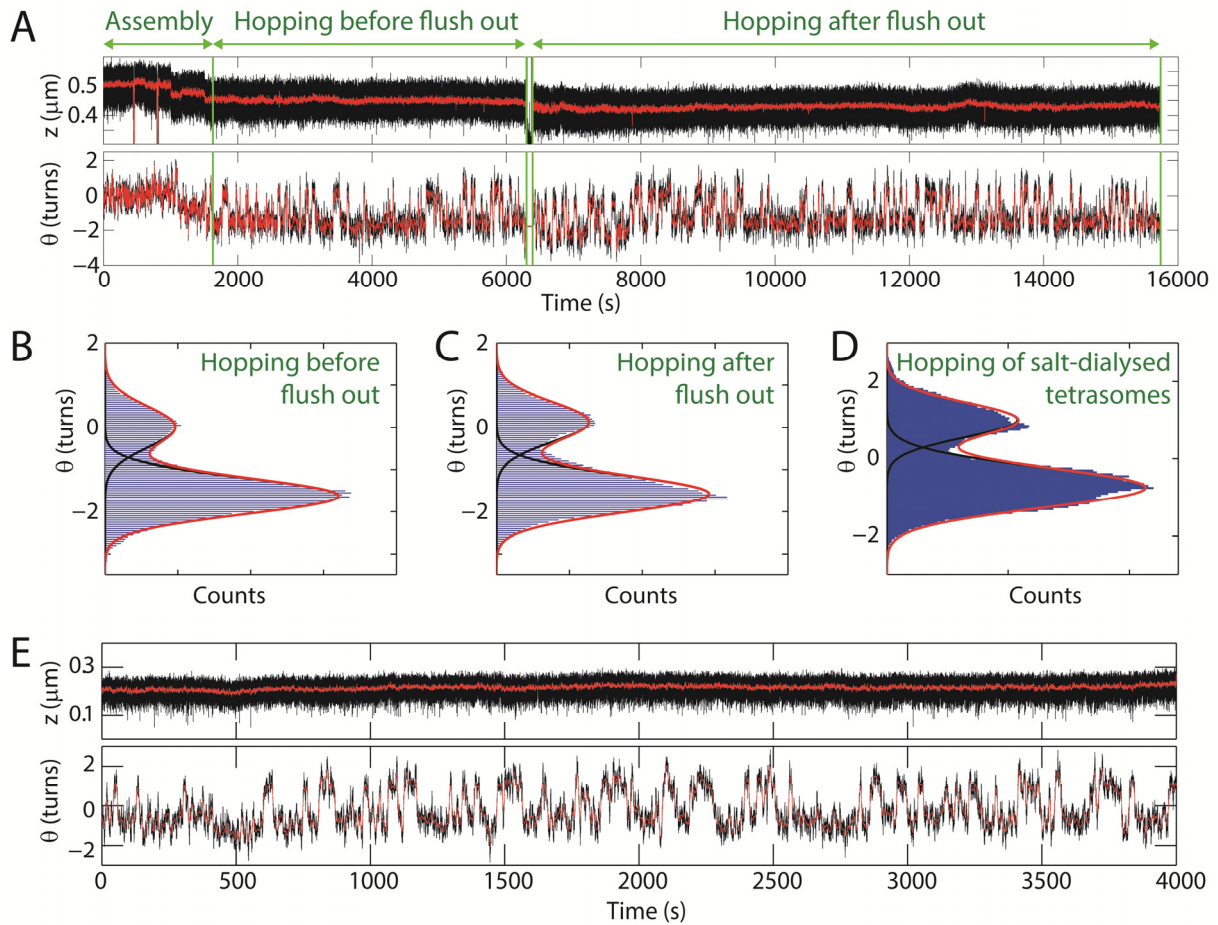 A
Assembly
Hopping before flush out
Hopping after flush out
z (μm)
0.5
0.4
θ (turns)
2
0
−2
−4
0
2000
4000
6000
8000
10000
12000
14000
16000
Time (s)
B
Hopping before
flush out
θ (turns)
2
0
−2
Counts
C
Hopping after
flush out
θ (turns)
2
0
−2
Counts
D
Hopping of salt-dialysed
tetrasomes
θ (turns)
2
0
−2
Counts
E
z (μm)
0.3
0.1
θ (turns)
2
0
−2
0
500
1000
1500
2000
2500
3000
3500
4000
Time (s)